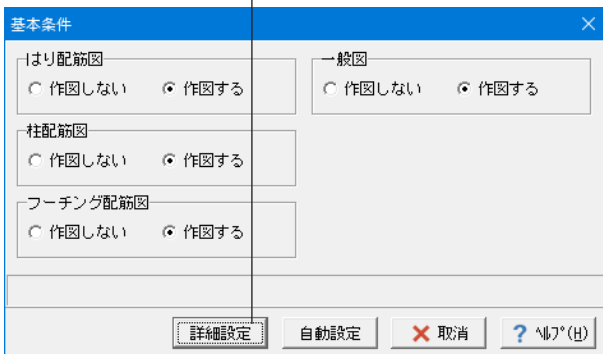 基本条件
はり配筋図
作図しない 作図する
一般図
作図しない 作図する
柱配筋図
作図しない 作図する
フーチング配筋図
作図しない 作図する
詳細設定 自動設定 取消 ? ﾍﾙﾌﾟ(H)